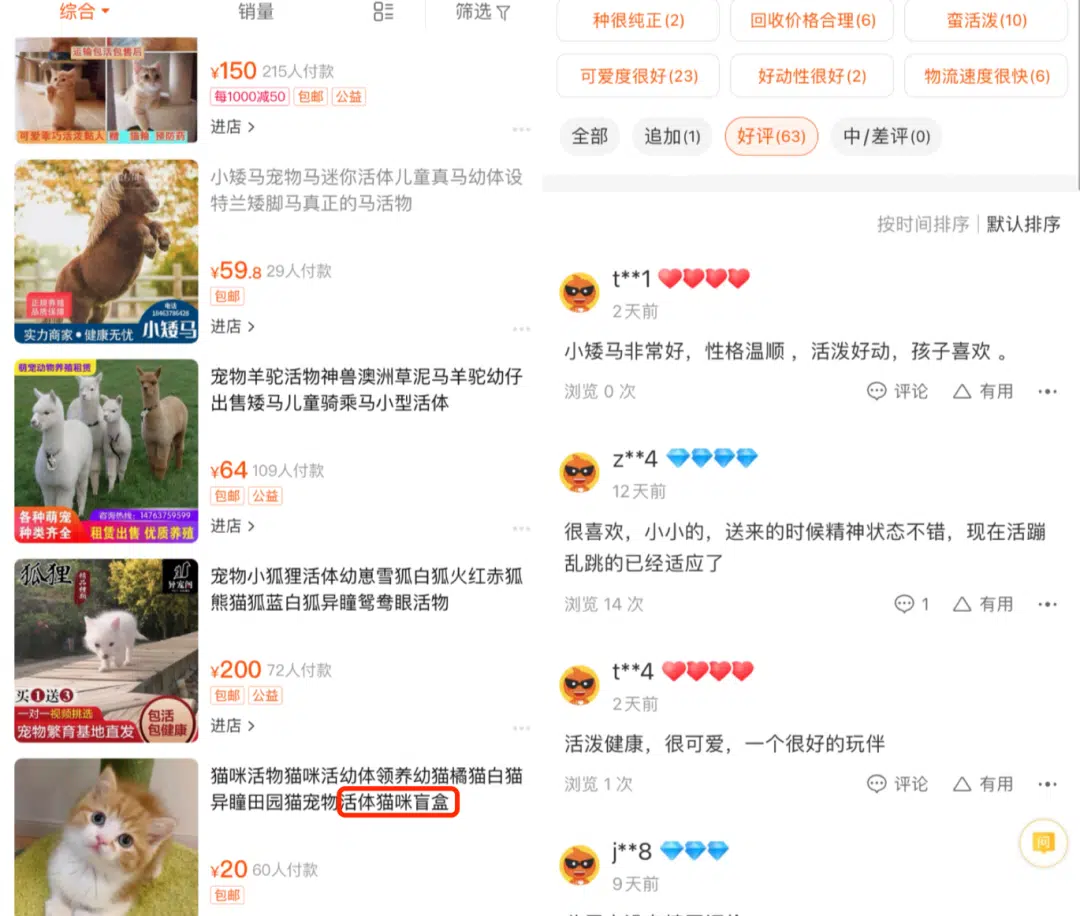 综合
销量
筛选
运输包活包售后
可爱乖巧活泼黏人
赠
猫粮
预防药
¥150 215人付款
每1000减50 包邮 公益
进店 >
小矮马宠物马迷你活体儿童真马幼体设
特兰矮脚马真正的马活物
正规养殖
品质保障
电话
18463786428
实力商家•健康无忧
小矮马
¥59.8 29人付款
包邮
进店 >
萌宠动物养殖租赁
宠物羊驼活物神兽澳洲草泥马羊驼幼仔
出售矮马儿童骑乘马小型活体
各种萌宠
种类齐全
咨询热线：14763759599
租赁出售 优质养殖
¥64 109人付款
包邮 公益
进店 >
狐狸
异宠阁
宠物小狐狸活体幼崽雪狐白狐火红赤狐
熊猫狐蓝白狐异瞳鸳鸯眼活物
买1送3
一对一视频挑选
宠物繁育基地直发
包活
包健康
¥200 72人付款
包邮 公益
进店 >
猫咪活物猫咪活幼体领养幼猫橘猫白猫
异瞳田园猫宠物活体猫咪盲盒
¥20 60人付款
包邮
种很纯正(2)
回收价格合理(6)
蛮活泼(10)
可爱度很好(23)
好动性很好(2)
物流速度很快(6)
全部
追加(1)
好评(63)
中/差评(0)
按时间排序
默认排序
t**1
2天前
小矮马非常好，性格温顺 ，活泼好动，孩子喜欢 。
浏览 0 次
评论
有用
z**4
12天前
很喜欢，小小的，送来的时候精神状态不错，现在活蹦
乱跳的已经适应了
浏览 14 次
1
有用
t**4
2天前
活泼健康，很可爱，一个很好的玩伴
浏览 1 次
评论
有用
j**8
9天前
问